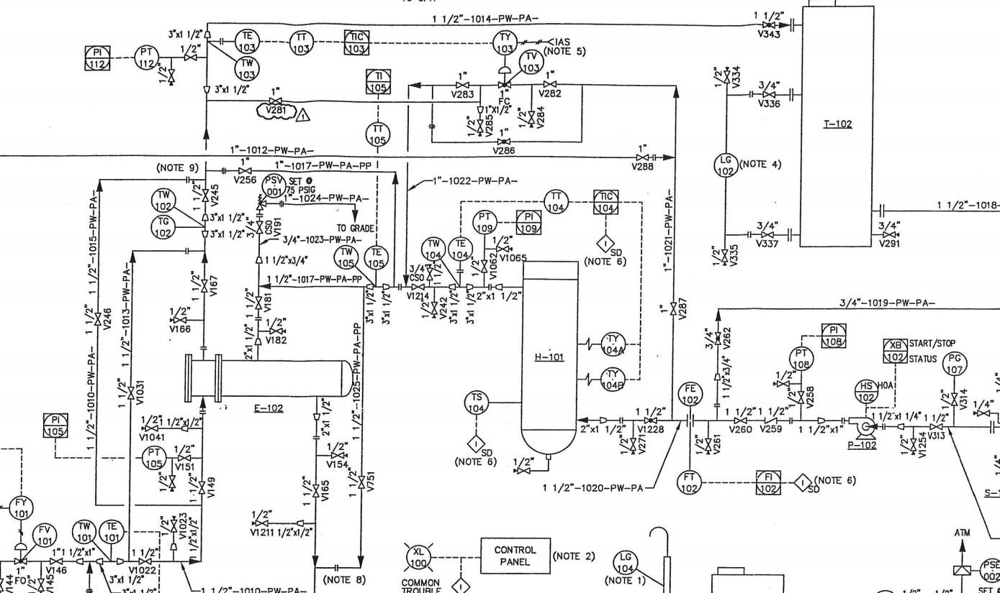 1 1/2"-1014-PW-PA-
1 1/2"
V343
3"x1 1/2"
TE
103
TT
103
TIC
103
TY
103
IAS
(NOTE 5)
PI
112
PT
112
1/2"
1/2"
TW
103
TV
103
3"x1 1/2"
TI
105
1"
V283
1"
FC
1"
V282
1"
V281
1
1"X1/2"
1/2"
V285
1/2"
V284
1"
V286
TT
105
1/2"
V334
3/4"
V336
T-102
LG
102
(NOTE 4)
1"-1012-PW-PA-
1"
V288
(NOTE 9)
1"
V256
1"-1017-PW-PA-PP
PSV
001
SET @
75 PSIG
1"-1022-PW-PA-
1"-1024-PW-PA-
TO GRADE
1 1/2"
V245
TW
102
TG
102
3"x1 1/2"
3"x1 1/2"
3/4"
CSO
V191
3/4"-1023-PW-PA-
TT
104
TIC
104
PT
109
PI
109
SD
(NOTE 6)
1 1/2"-1018-
3/4"
V337
3/4"
V291
1/2"
V335
1 1/2"-1015-PW-PA-
1 1/2"-1013-PW-PA-
1"-1021-PW-PA-
TW
105
TE
105
TW
104
TE
104
1/2"
V1062
1/2"
V1065
1 1/2"x3/4"
1 1/2"-1017-PW-PA-PP
3/4"
CSO
V1214
1/2"
1/2"
V242
3"x1 1/2"
3"x1 1/2"
3"x1 1/2"
3"x1 1/2"
2"x1 1/2"
1 1/2"
V167
1 1/2"
V181
1 1/2"
V246
1/2"
V166
1/2"
V182
2"x1 1/2"
1"
V287
3/4"-1019-PW-PA-
3/4"
V262
H-101
TY
104A
TY
104B
PI
108
XB
102
START/STOP
STATUS
PT
108
PG
107
1 1/2"x3/4"
1 1/2"-1010-PW-PA-
1 1/2"
V1031
E-102
1 1/2"-1025-PW-PA-PP
TS
104
SD
(NOTE 6)
FE
102
HS
102
HOA
1/2"
V258
1/2"
V314
PI
105
1/2"
V1041
1 1/2"x1/2"
2"x1 1/2"
2"x1 1/2"
1 1/2"
V1228
1/2"
V271
1/2"
V261
1 1/2"
V260
1 1/2"
V259
1 1/2"x1"
1 1/2"x1 1/4"
P-102
1 1/2"
V313
1/2"
V1254
1/4"
PT
105
1/2"
V151
1/2"
1/2"
V154
1 1/2"
V149
1 1/2"
V165
1 1/2"
V751
1/2"
1 1/2"-1020-PW-PA
FT
102
FI
102
SD
(NOTE 6)
1/4"
FY
101
FV
101
TW
101
TE
101
1/2"
V1023
1 1/2"x1/2"
1/2"
V1211
1 1/2"x1/2"
1"
V146
1 1/2"x1"
1 1/2"
V1022
1"
FO
V144
1/2"
V145
3"x1 1/2"
3"x1 1/2"
1 1/2"-1010-PW-PA-
(NOTE 8)
XL
100
COMMON
TROUBLE
CONTROL
PANEL
(NOTE 2)
LG
104
(NOTE 1)
ATM
PSE
002